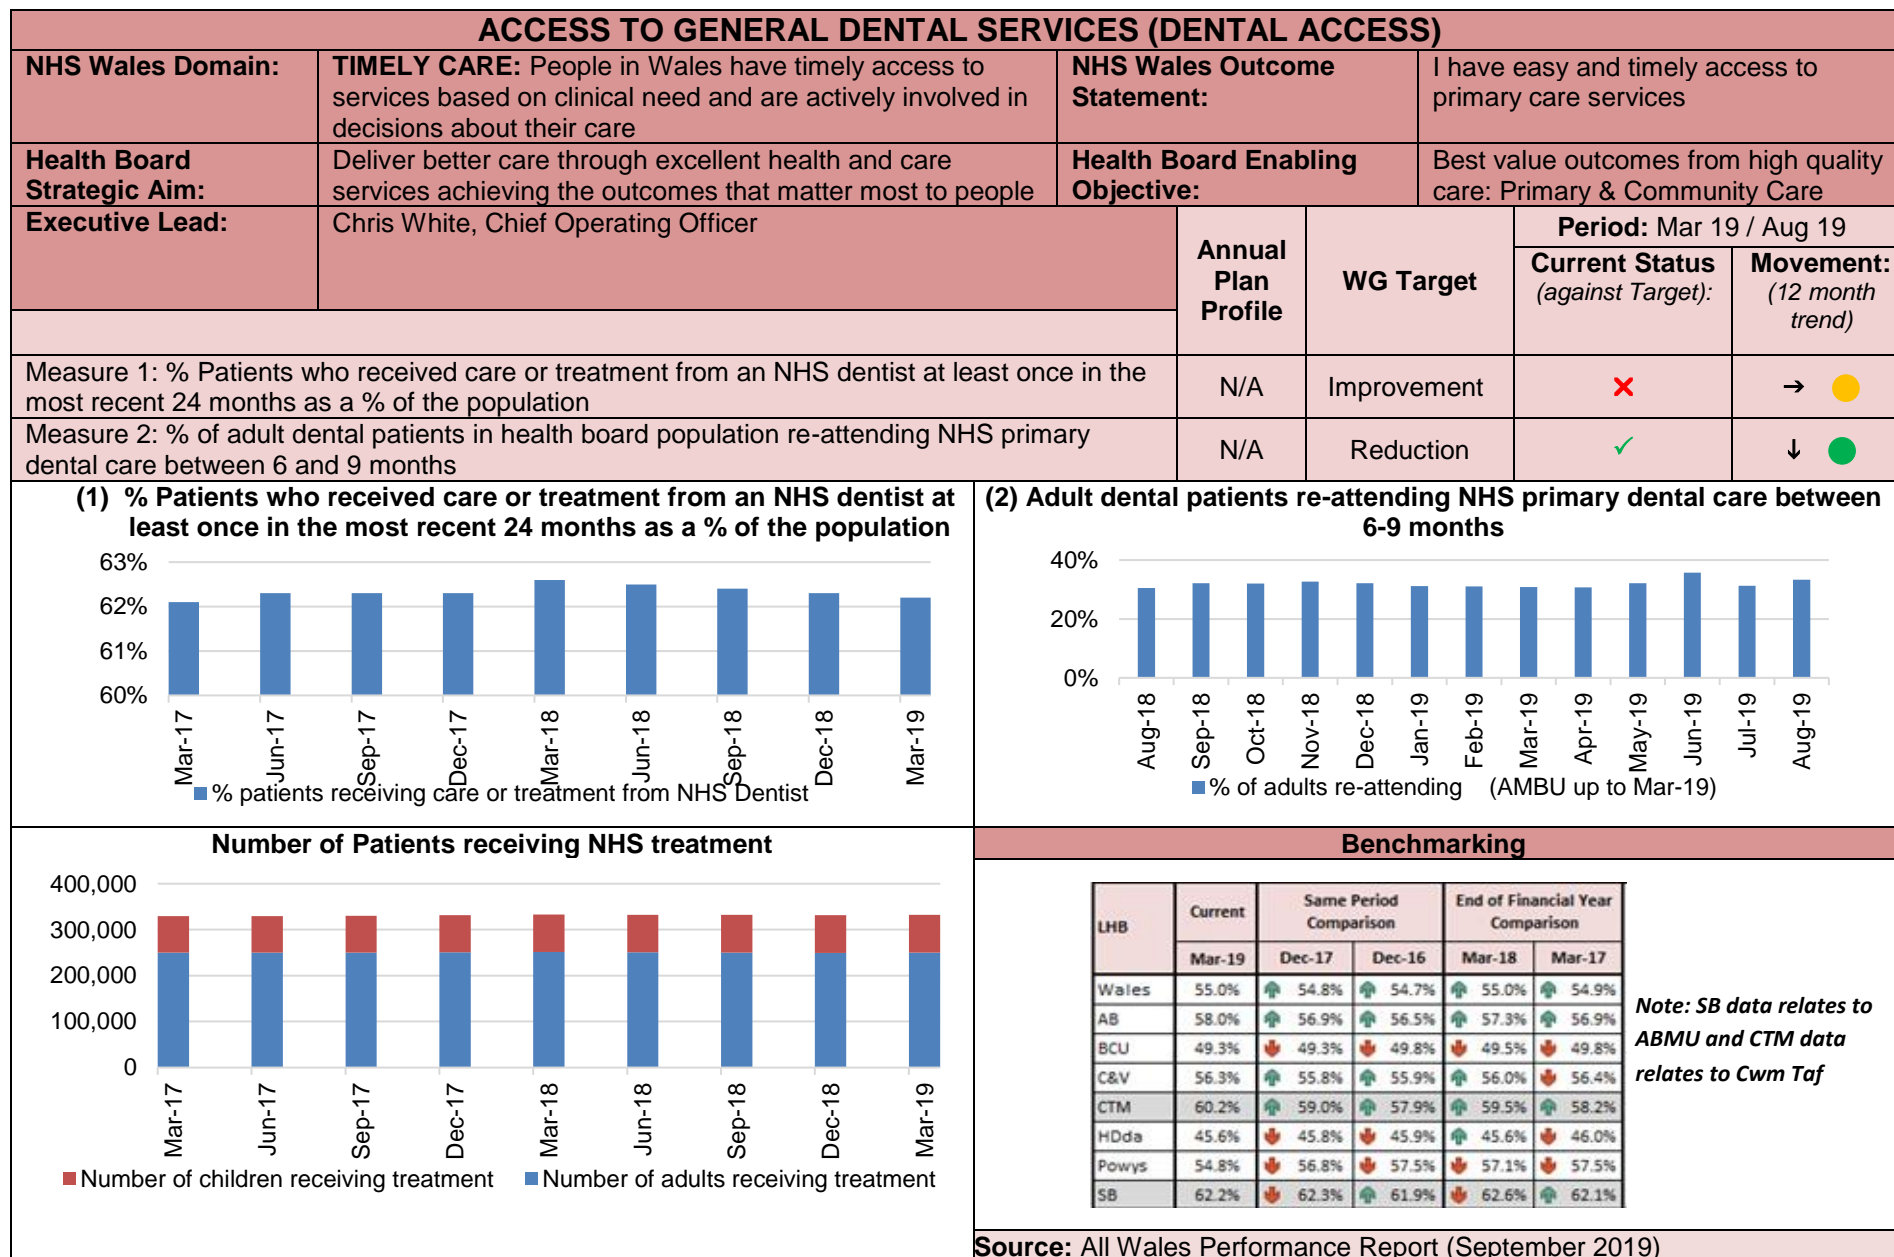 ACCESS TO GENERAL DENTAL SERVICES (DENTAL ACCESS)
NHS Wales Domain:
TIMELY CARE: People in Wales have timely access to
services based on clinical need and are actively involved in
decisions about their care
NHS Wales Outcome
Statement:
I have easy and timely access to
primary care services
Health Board
Strategic Aim:
Deliver better care through excellent health and care
services achieving the outcomes that matter most to people
Health Board Enabling
Objective:
Best value outcomes from high quality
care: Primary & Community Care
Executive Lead:
Chris White, Chief Operating Officer
Annual
Plan
Profile
WG Target
Period: Mar 19 / Aug 19
Current Status
(against Target):
Movement:
(12 month
trend)
Measure 1: % Patients who received care or treatment from an NHS dentist at least once in the
most recent 24 months as a % of the population
N/A
Improvement
Measure 2: % of adult dental patients in health board population re-attending NHS primary
dental care between 6 and 9 months
N/A
Reduction
(1) % Patients who received care or treatment from an NHS dentist at
least once in the most recent 24 months as a % of the population
63%
62%
61%
60%
Mar-17
Jun-17
Sep-17
Dec-17
Mar-18
Jun-18
Sep-18
Dec-18
Mar-19
% patients receiving care or treatment from NHS Dentist
(2) Adult dental patients re-attending NHS primary dental care between
6-9 months
40%
20%
0%
Aug-18
Sep-18
Oct-18
Nov-18
Dec-18
Jan-19
Feb-19
Mar-19
Apr-19
May-19
Jun-19
Jul-19
Aug-19
% of adults re-attending (AMBU up to Mar-19)
Number of Patients receiving NHS treatment
400,000
300,000
200,000
100,000
0
Mar-17
Jun-17
Sep-17
Dec-17
Mar-18
Jun-18
Sep-18
Dec-18
Mar-19
Number of children receiving treatment Number of adults receiving treatment
Benchmarking
LHB
Current
Same Period
Comparison
End of Financial Year
Comparison
Mar-19 Dec-17 Dec-16 Mar-18 Mar-17
Wales 55.0% 54.8% 54.7% 55.0% 54.9%
AB 58.0% 56.9% 56.5% 57.3% 56.9%
BCU 49.3% 49.3% 49.8% 49.5% 49.8%
C&V 56.3% 55.8% 55.9% 56.0% 56.4%
CTM 60.2% 59.0% 57.9% 59.5% 58.2%
HDda 45.6% 45.8% 45.9% 45.6% 46.0%
Powys 54.8% 56.8% 57.5% 57.1% 57.5%
SB 62.2% 62.3% 61.9% 62.6% 62.1%
Note: SB data relates to
ABMU and CTM data
relates to Cwm Taf
Source: All Wales Performance Report (September 2019)